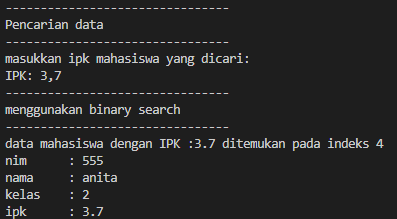 -------------------------------
Pencarian data
-------------------------------
masukkan ipk mahasiswa yang dicari:
IPK: 3,7
-------------------------------
menggunakan binary search
-------------------------------
data mahasiswa dengan IPK :3.7 ditemukan pada indeks 4
nim      : 555
nama     : anita
kelas    : 2
ipk      : 3.7